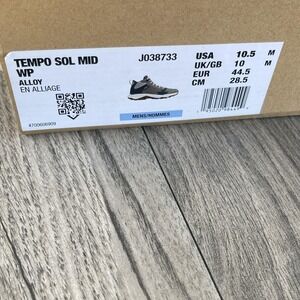 TEMPO SOL MID
WP
ALLOY
EN ALLIAGE
4700606909
J038733
MENS/HOMMES
USA 10.5 M
UK/GB 10 M
EUR 44.5
CM 28.5